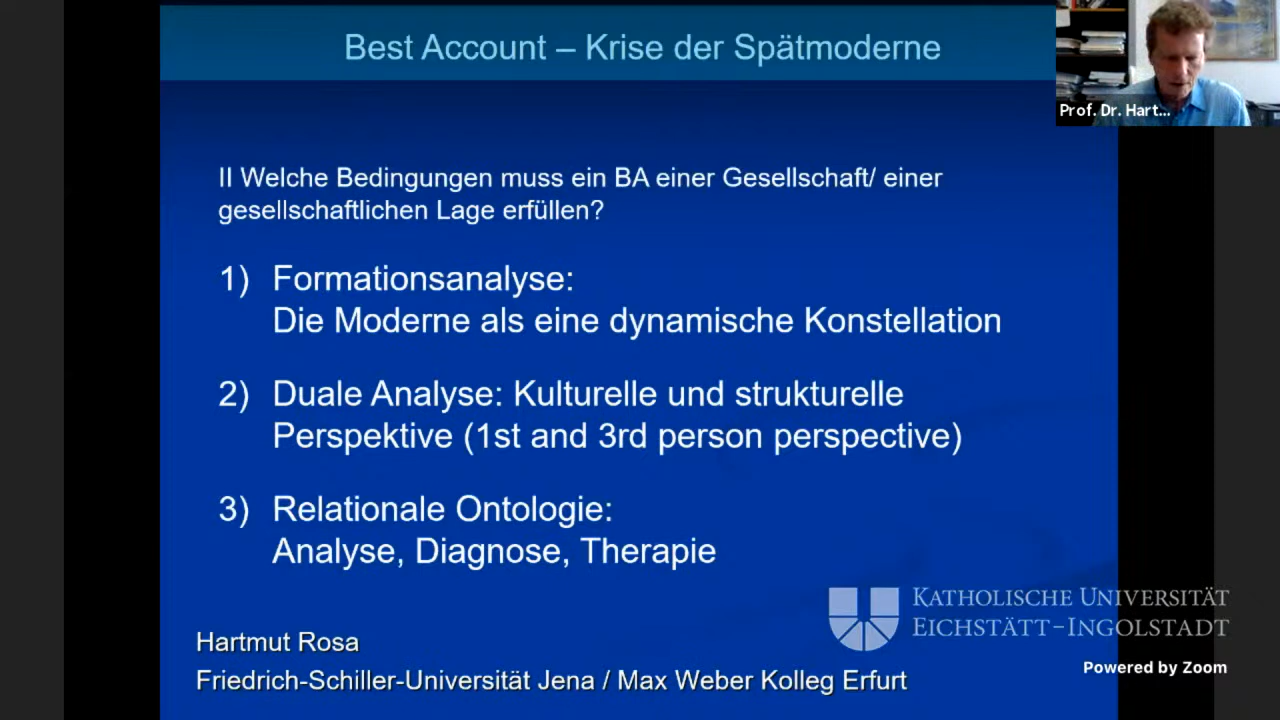 Best Account – Krise der Spätmoderne
Prof. Dr. Hart...
II Welche Bedingungen muss ein BA einer Gesellschaft/ einer
gesellschaftlichen Lage erfüllen?
1) Formationsanalyse:
Die Moderne als eine dynamische Konstellation
2) Duale Analyse: Kulturelle und strukturelle
Perspektive (1st and 3rd person perspective)
3) Relationale Ontologie:
Analyse, Diagnose, Therapie
KATHOLISCHE UNIVERSITÄT
EICHSTÄTT-INGOLSTADT
Hartmut Rosa
Powered by Zoom
Friedrich-Schiller-Universität Jena / Max Weber Kolleg Erfurt